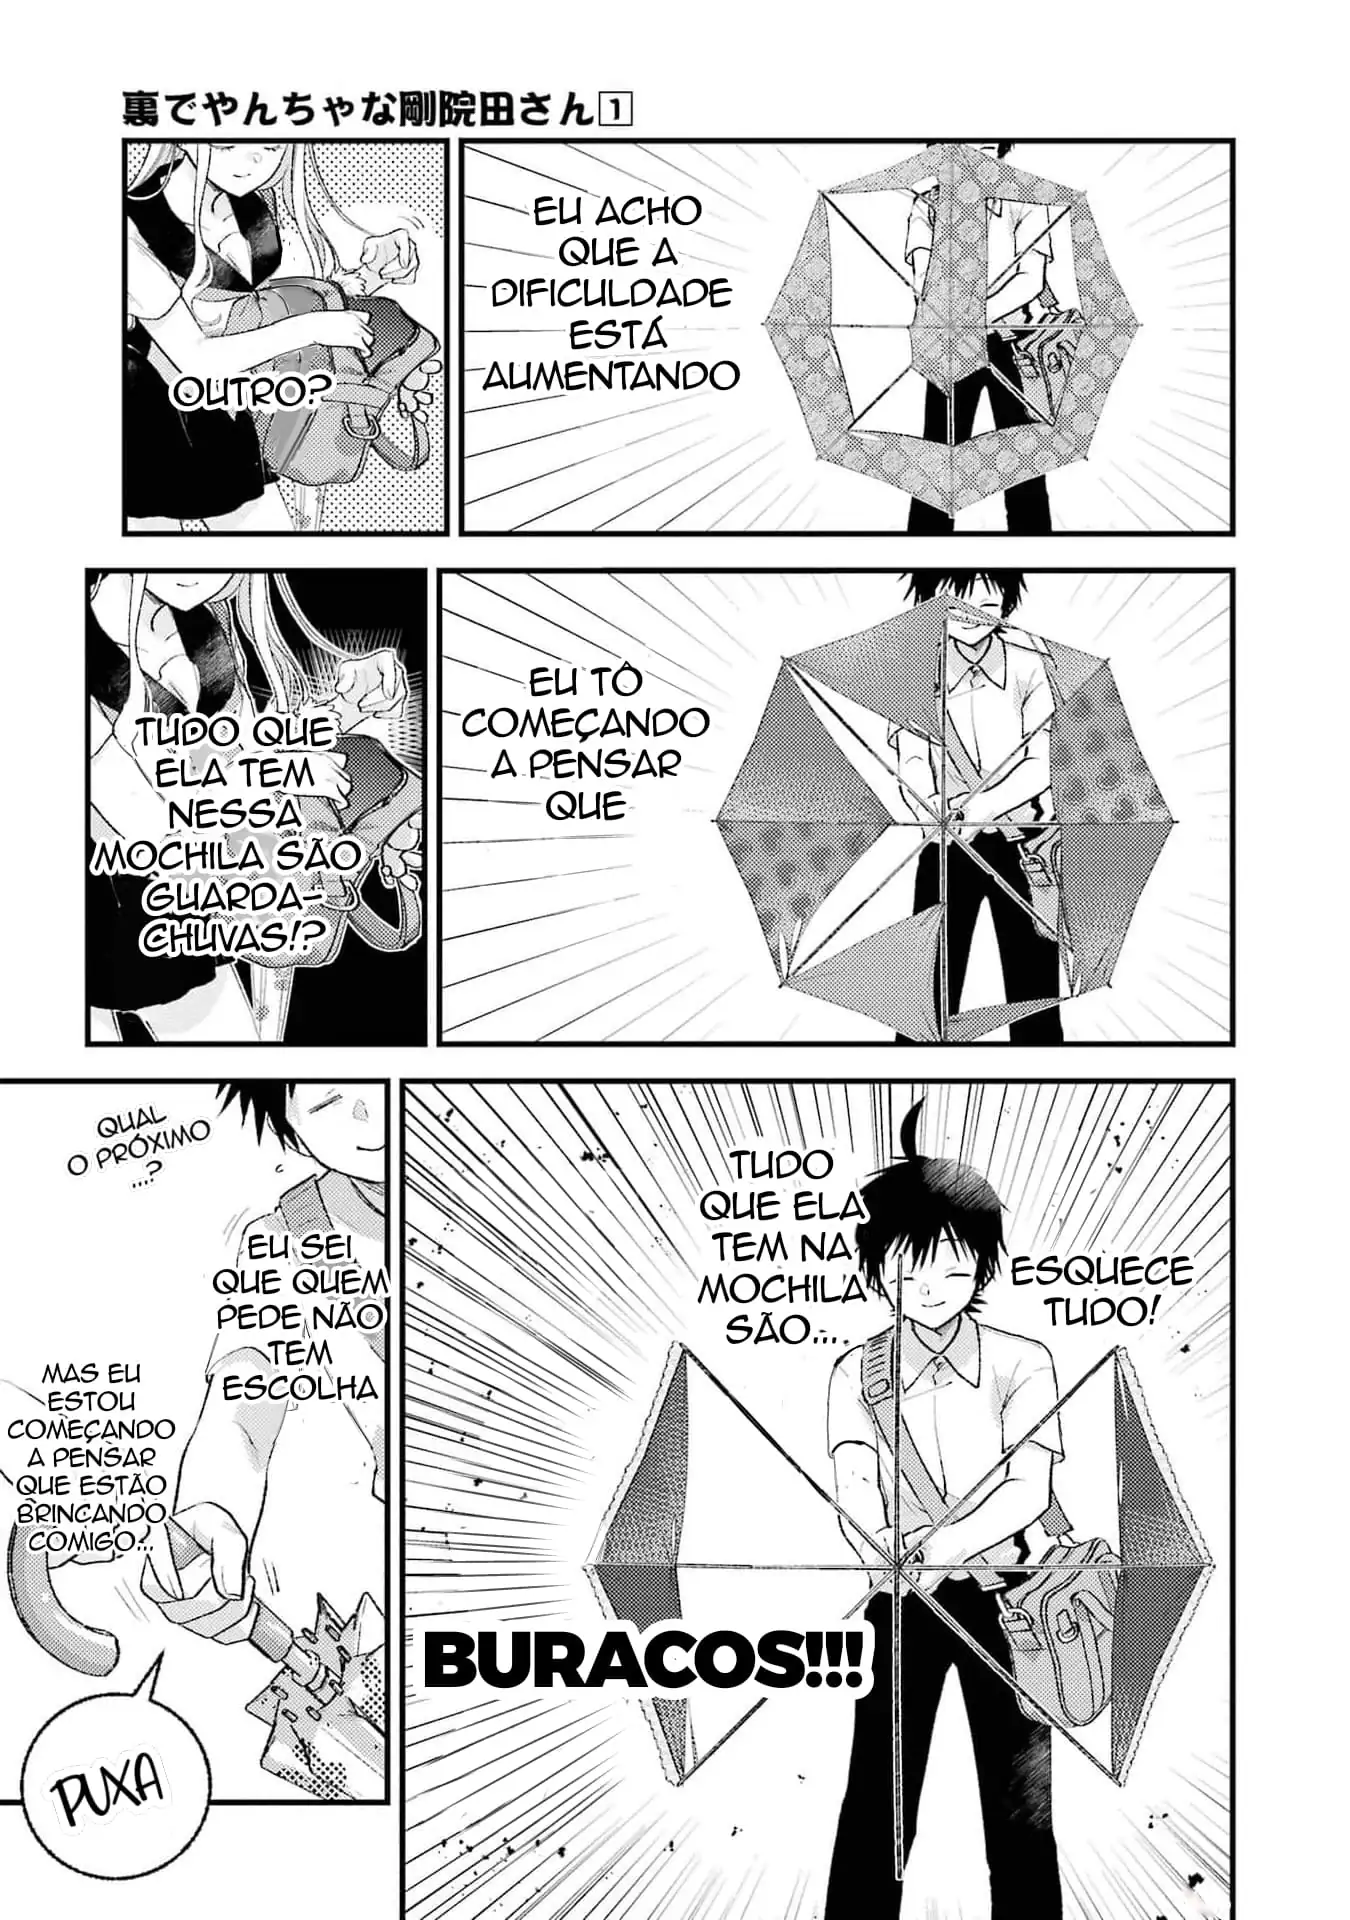 裏でやんちゃな剛院田さん1
EU ACHO
QUE A
DIFICULDADE
ESTÁ
AUMENTANDO
OUTRO?
EU TÔ
COMEÇANDO
A PENSAR
QUE
TUDO QUE
ELA TEM
NESSA
MOCHILA SÃO
GUARDA-
CHUVAS!?
ESQUECE
TUDO!
TUDO
QUE ELA
TEM NA
MOCHILA
SÃO...
BURACOS!!!
QUAL
O PRÓXIMO
...?
EU SEI
QUE QUEM
PEDE NÃO
TEM
ESCOLHA
MAS EU
ESTOU
COMEÇANDO
A PENSAR
QUE ESTÃO
BRINCANDO
COMIGO...
PUXA